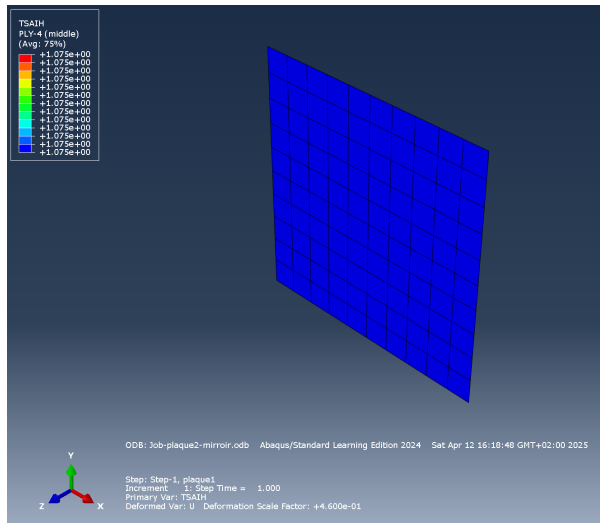 TSAIH
PLY-4 (middle)
(Avg: 75%)
+1.075e+00
+1.075e+00
+1.075e+00
+1.075e+00
+1.075e+00
+1.075e+00
+1.075e+00
+1.075e+00
+1.075e+00
+1.075e+00
+1.075e+00
+1.075e+00
+1.075e+00
ODB: Job-plaque2-mirroir.odb Abaqus/Standard Learning Edition 2024 Sat Apr 12 16:18:48 GMT+02:00 2025
Y
Z
X
Step: Step-1, plaque1
Increment 1: Step Time = 1.000
Primary Var: TSAIH
Deformed Var: U Deformation Scale Factor: +4.600e-01